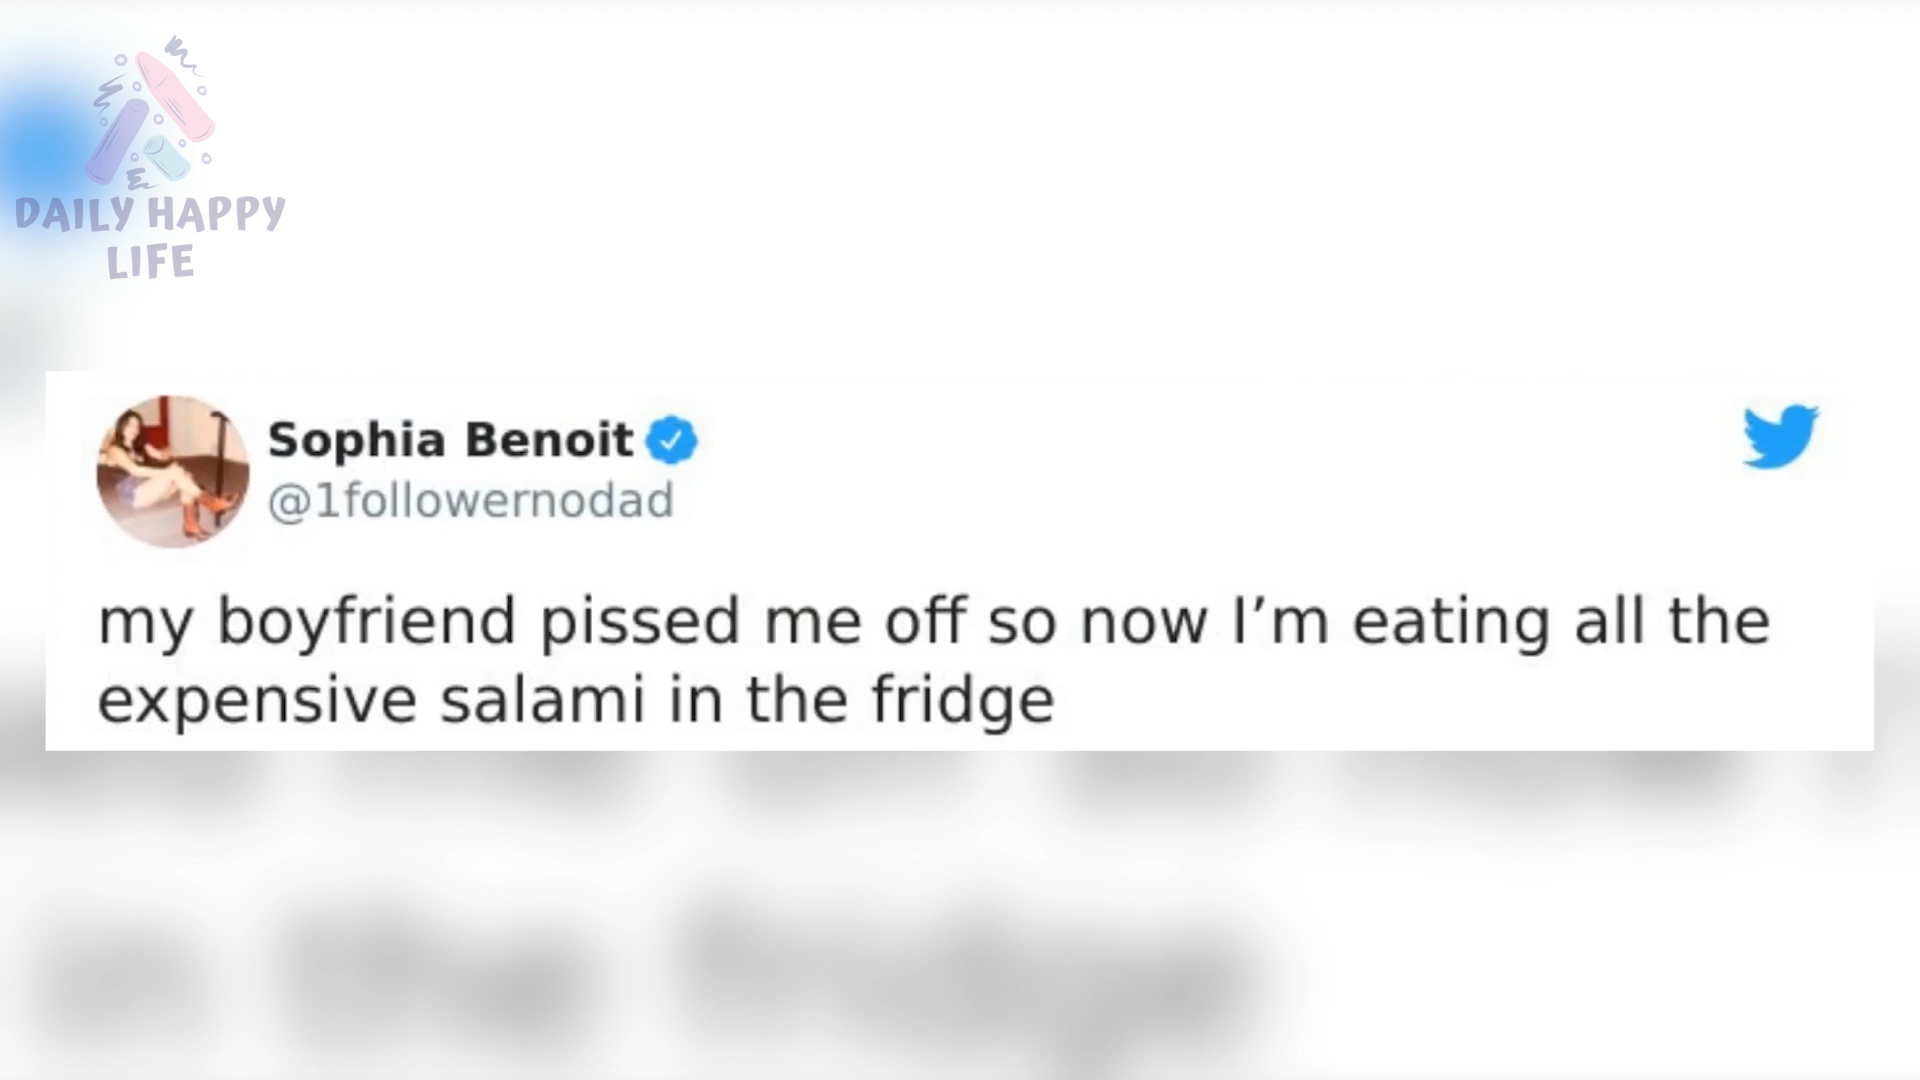 DAILY HAPPY
LIFE
Sophia Benoit
@1followernodad
my boyfriend pissed me off so now I’m eating all the
expensive salami in the fridge